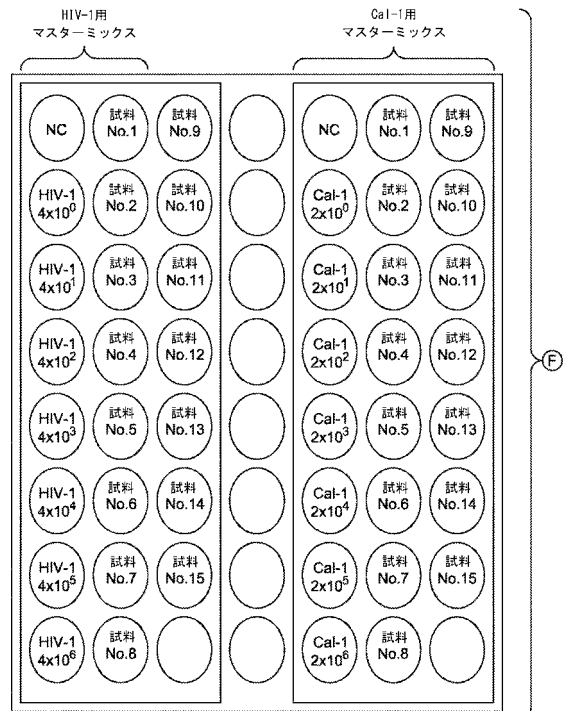 HIV-1用
マスターミックス
Cal-1用
マスターミックス
NC
試料
No.1
試料
No.9
NC
試料
No.1
試料
No.9
HIV-1
4x10⁰
試料
No.2
試料
No.10
Cal-1
2x10⁰
試料
No.2
試料
No.10
HIV-1
4x10¹
試料
No.3
試料
No.11
Cal-1
2x10¹
試料
No.3
試料
No.11
HIV-1
4x10²
試料
No.4
試料
No.12
Cal-1
2x10²
試料
No.4
試料
No.12
HIV-1
4x10³
試料
No.5
試料
No.13
Cal-1
2x10³
試料
No.5
試料
No.13
HIV-1
4x10⁴
試料
No.6
試料
No.14
Cal-1
2x10⁴
試料
No.6
試料
No.14
HIV-1
4x10⁵
試料
No.7
試料
No.15
Cal-1
2x10⁵
試料
No.7
試料
No.15
HIV-1
4x10⁶
試料
No.8
Cal-1
2x10⁶
試料
No.8
Ⓕ